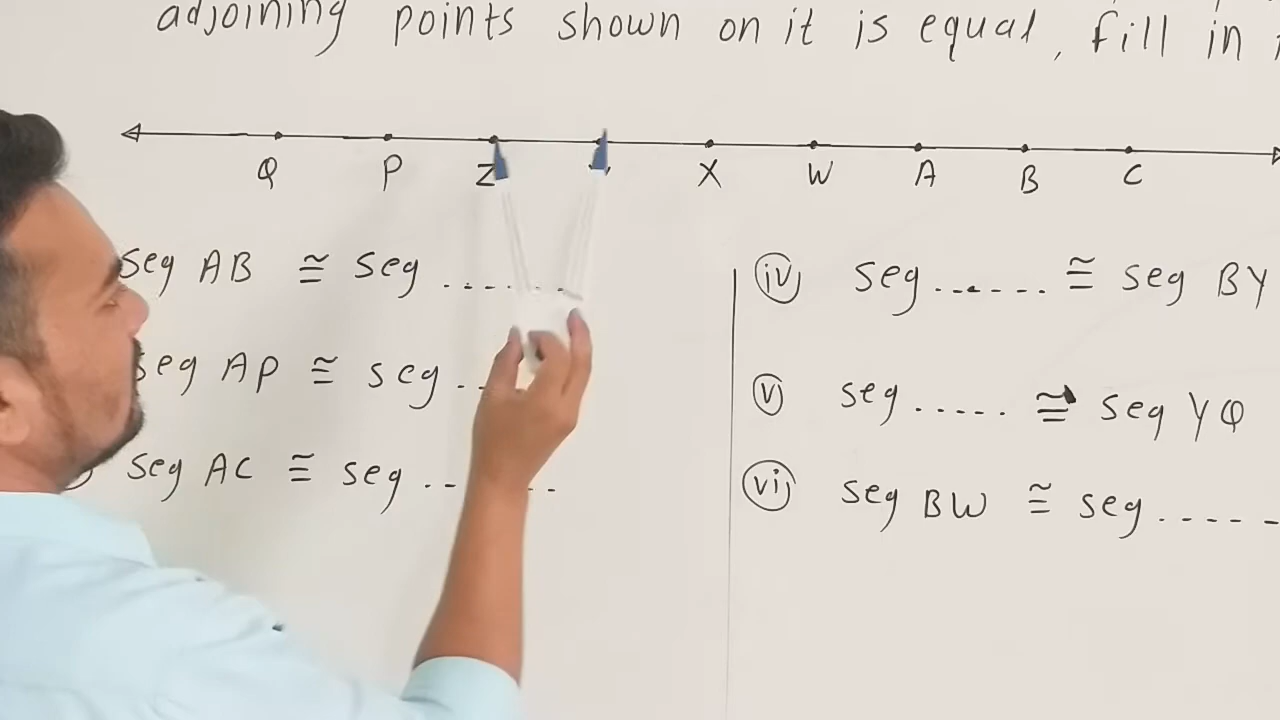 adjoining points shown on it is equal, fill in
Q P Z X W A B C
seg AB ≅ seg ......
(iv) seg ...... ≅ seg BY
seg AP ≅ seg ..
(v) seg ..... ≅ seg YQ
seg AC ≅ seg .....
(vi) seg BW ≅ seg .....